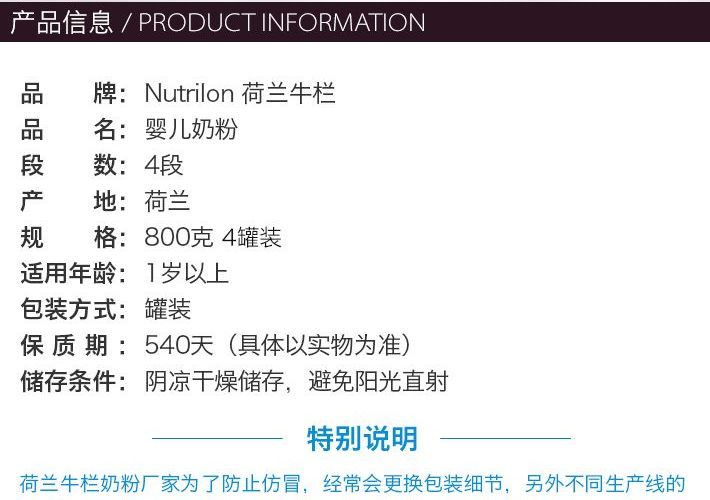 产品信息 / PRODUCT INFORMATION
品 牌： Nutrilon 荷兰牛栏
品 名： 婴儿奶粉
段 数： 4段
产 地： 荷兰
规 格： 800克 4罐装
适用年龄： 1岁以上
包装方式： 罐装
保 质 期 ： 540天（具体以实物为准）
储存条件： 阴凉干燥储存，避免阳光直射
特别说明
荷兰牛栏奶粉厂家为了防止仿冒，经常会更换包装细节，另外不同生产线的